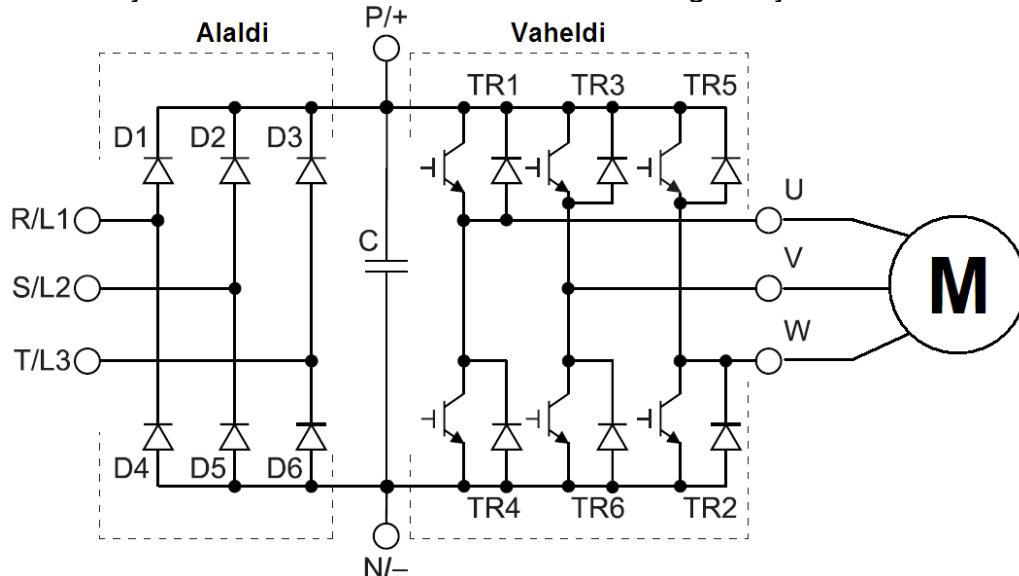 P/+
Alaldi
Vaheldi
TR1
TR3
TR5
D1
D2
D3
R/L1
U
C
S/L2
V
M
T/L3
W
D4
D5
D6
TR4
TR6
TR2
N/–